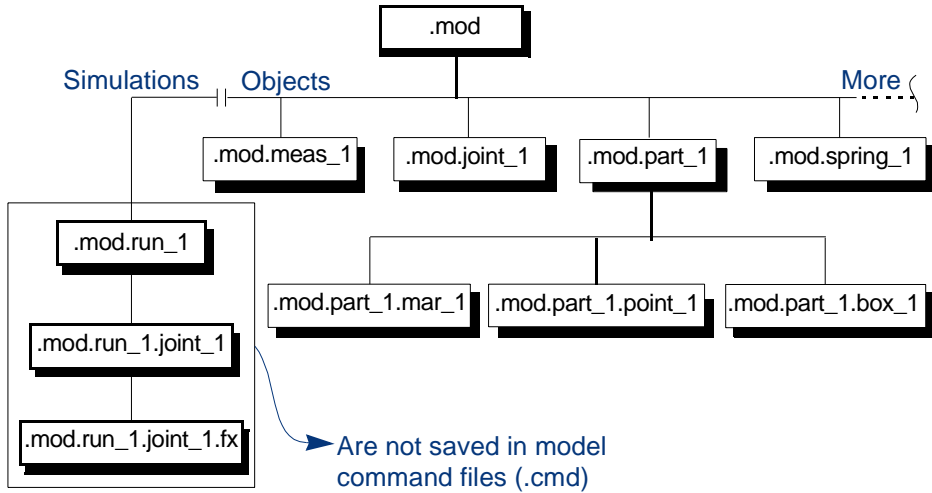 .mod
Simulations
Objects
More
.mod.meas_1
.mod.joint_1
.mod.part_1
.mod.spring_1
.mod.run_1
.mod.part_1.mar_1
.mod.part_1.point_1
.mod.part_1.box_1
.mod.run_1.joint_1
.mod.run_1.joint_1.fx
Are not saved in model
command files (.cmd)